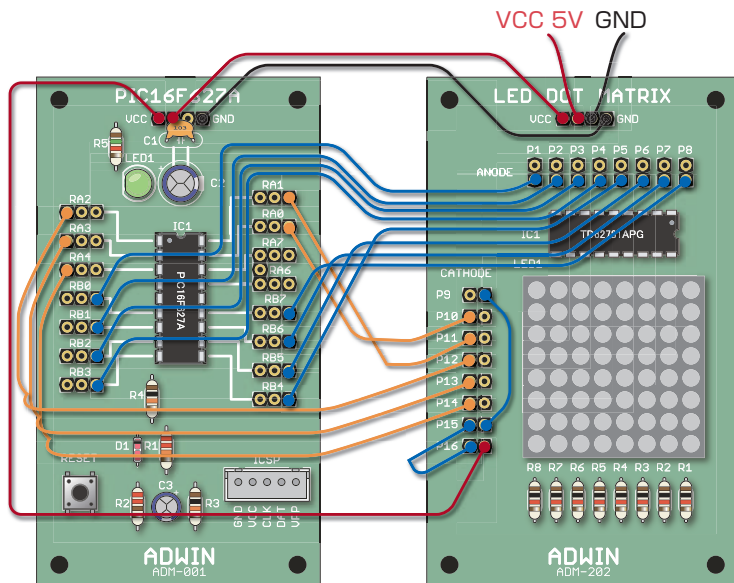 VCC 5V GND
PIC16F627A
VCC
GND
C1
103
R5
LED1
C2
RA2
RA3
RA4
RB0
RB1
RB2
RB3
IC1
PIC16F627A
RA1
RA0
RA7
RA6
RB7
RB6
RB5
RB4
R4
D1
R1
RESET
R2
C3
R3
ICSP
GND
VCC
CLK
DAT
VPP
ADWIN
ADM-001
LED DOT MATRIX
VCC
GND
P1 P2 P3 P4 P5 P6 P7 P8
ANODE
IC1
LED1
CATHODE
P9
P10
P11
P12
P13
P14
P15
P16
R8 R7 R6 R5 R4 R3 R2 R1
ADWIN
ADM-202